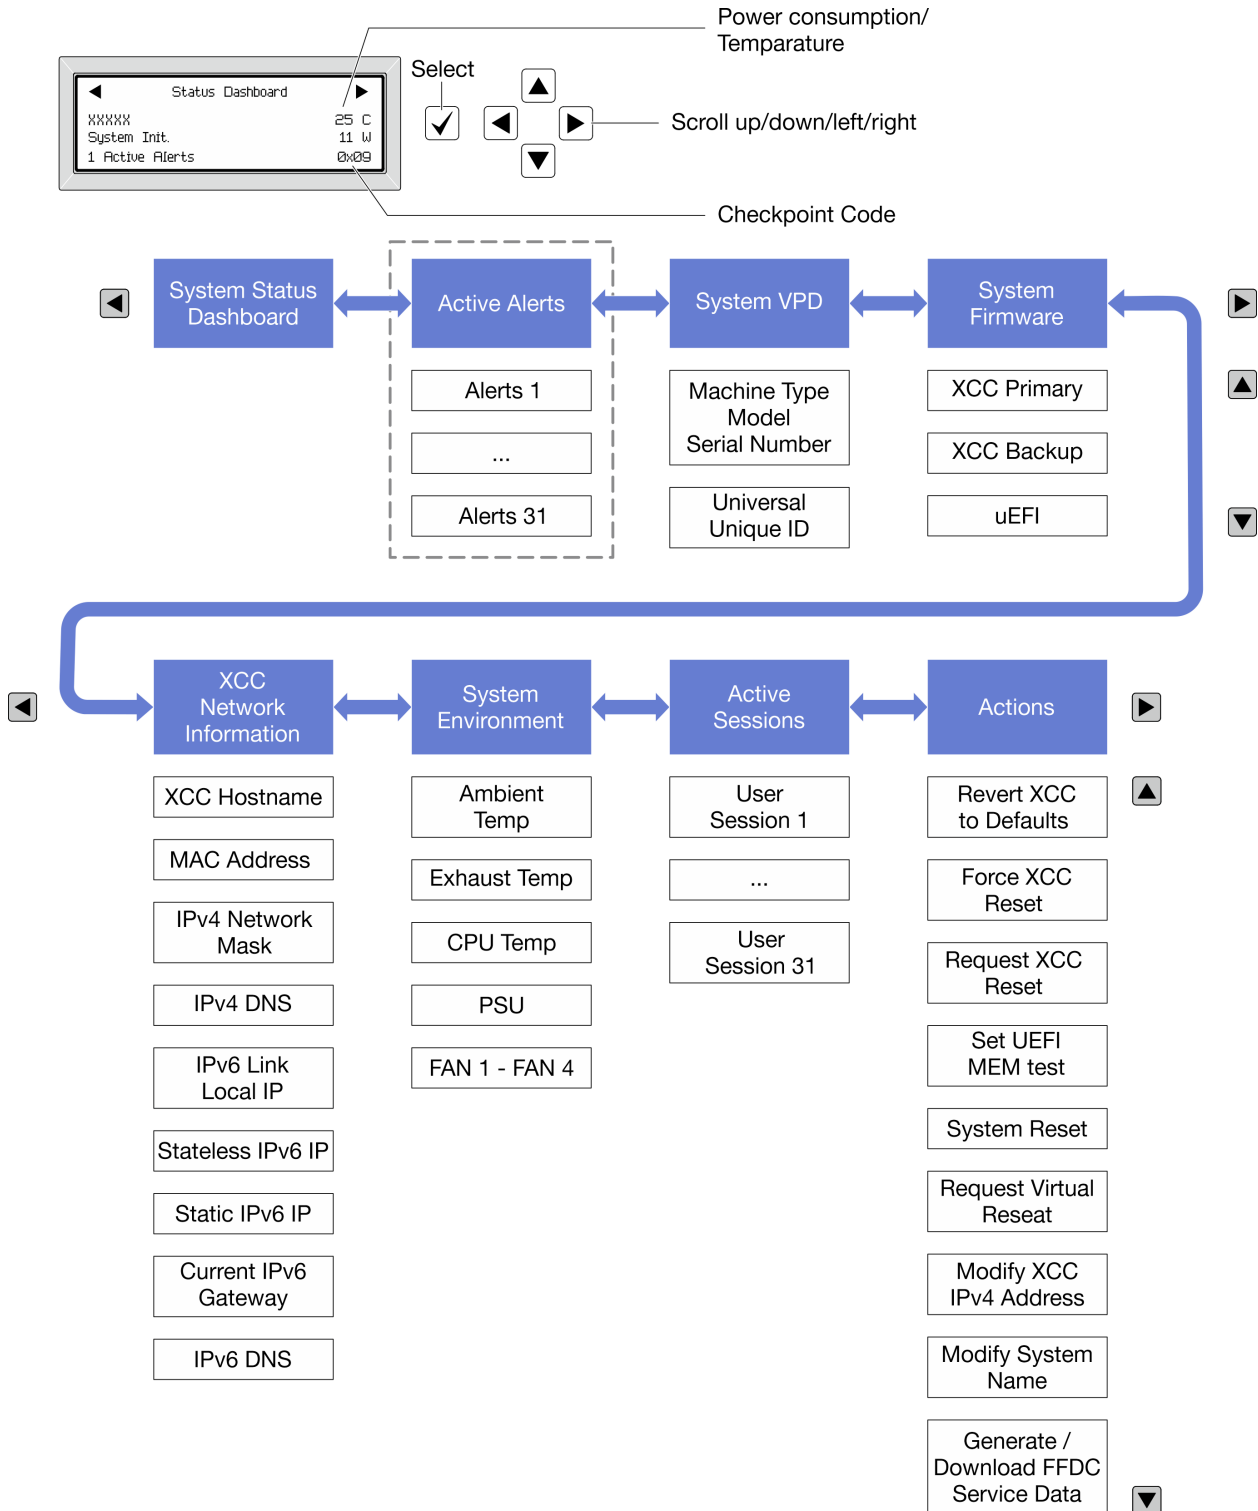 Power consumption/
Temparature
Select
Status Dashboard
XXXXX 25 C
System Init. 11 W
1 Active Alerts 0x09
Scroll up/down/left/right
Checkpoint Code
System Status
Dashboard
Active Alerts
System VPD
System
Firmware
Alerts 1
...
Alerts 31
Machine Type
Model
Serial Number
Universal
Unique ID
XCC Primary
XCC Backup
uEFI
XCC
Network
Information
System
Environment
Active
Sessions
Actions
XCC Hostname
MAC Address
IPv4 Network
Mask
IPv4 DNS
IPv6 Link
Local IP
Stateless IPv6 IP
Static IPv6 IP
Current IPv6
Gateway
IPv6 DNS
Ambient
Temp
Exhaust Temp
CPU Temp
PSU
FAN 1 - FAN 4
User
Session 1
...
User
Session 31
Revert XCC
to Defaults
Force XCC
Reset
Request XCC
Reset
Set UEFI
MEM test
System Reset
Request Virtual
Reseat
Modify XCC
IPv4 Address
Modify System
Name
Generate /
Download FFDC
Service Data